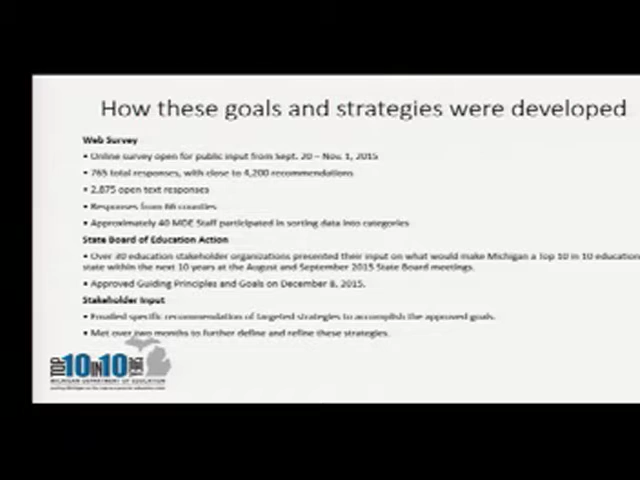 How these goals and strategies were developed
Web Survey
• Online survey open for public input from Sept. 20 – Nov. 1, 2015
• 765 total responses, with close to 4,200 recommendations
• 2,875 open text responses
• Responses from 66 counties
• Approximately 40 MDE Staff participated in sorting data into categories
State Board of Education Action
• Over 30 education stakeholder organizations presented their input on what would make Michigan a Top 10 in 10 education
state within the next 10 years at the August and September 2015 State Board meetings.
• Approved Guiding Principles and Goals on December 8, 2015.
Stakeholder Input
• Emailed specific recommendation of targeted strategies to accomplish the approved goals.
• Met over two months to further define and refine these strategies.
TOP 10 IN 10 YEARS
MICHIGAN DEPARTMENT OF EDUCATION